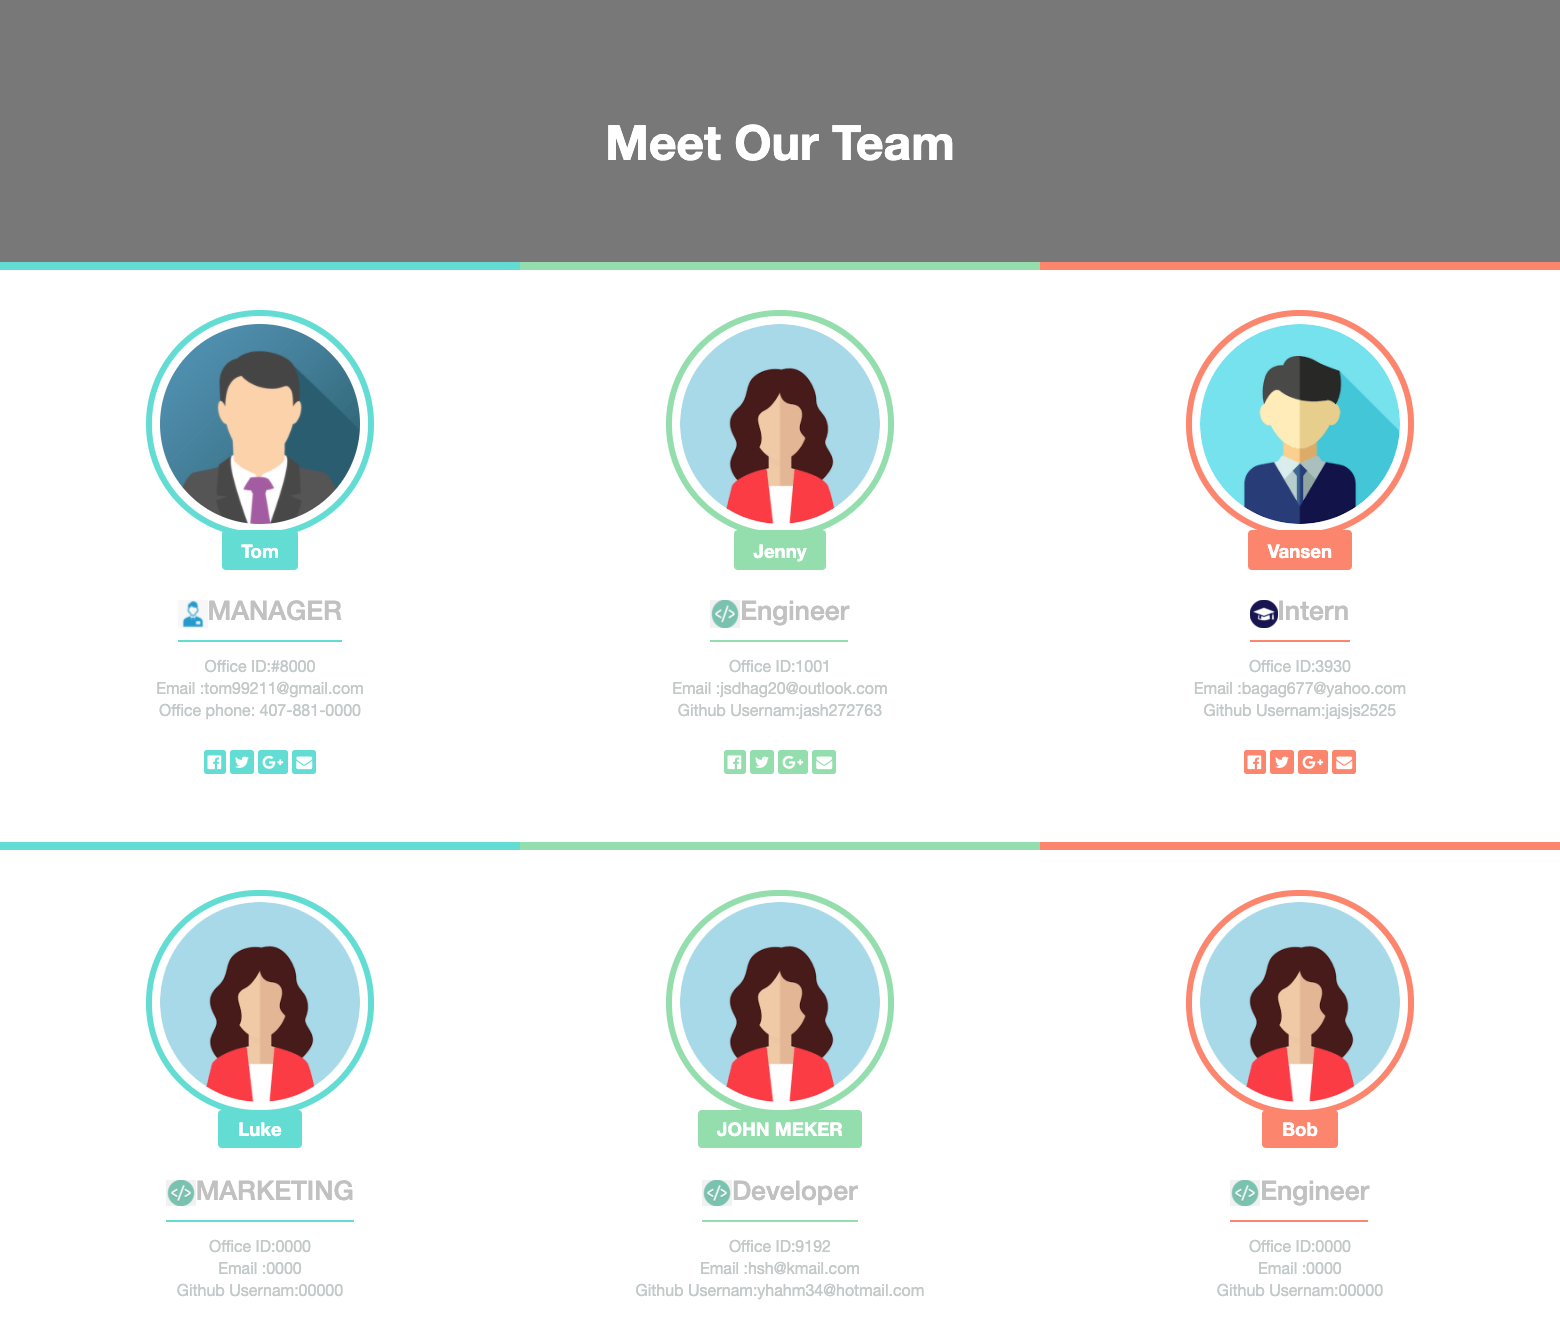 Meet Our Team
Tom
MANAGER
Office ID:#8000
Email :tom99211@gmail.com
Office phone: 407-881-0000
Jenny
Engineer
Office ID:1001
Email :jsdhag20@outlook.com
Github Usernam:jash272763
Vansen
Intern
Office ID:3930
Email :bagag677@yahoo.com
Github Usernam:jajsjs2525
Luke
MARKETING
Office ID:0000
Email :0000
Github Usernam:00000
JOHN MEKER
Developer
Office ID:9192
Email :hsh@kmail.com
Github Usernam:yhahm34@hotmail.com
Bob
Engineer
Office ID:0000
Email :0000
Github Usernam:00000